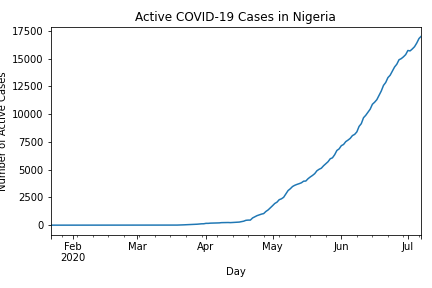 Active COVID-19 Cases in Nigeria
17500
15000
12500
10000
7500
5000
2500
0
Number of Active Cases
Feb
2020
Mar
Apr
May
Jun
Jul
Day